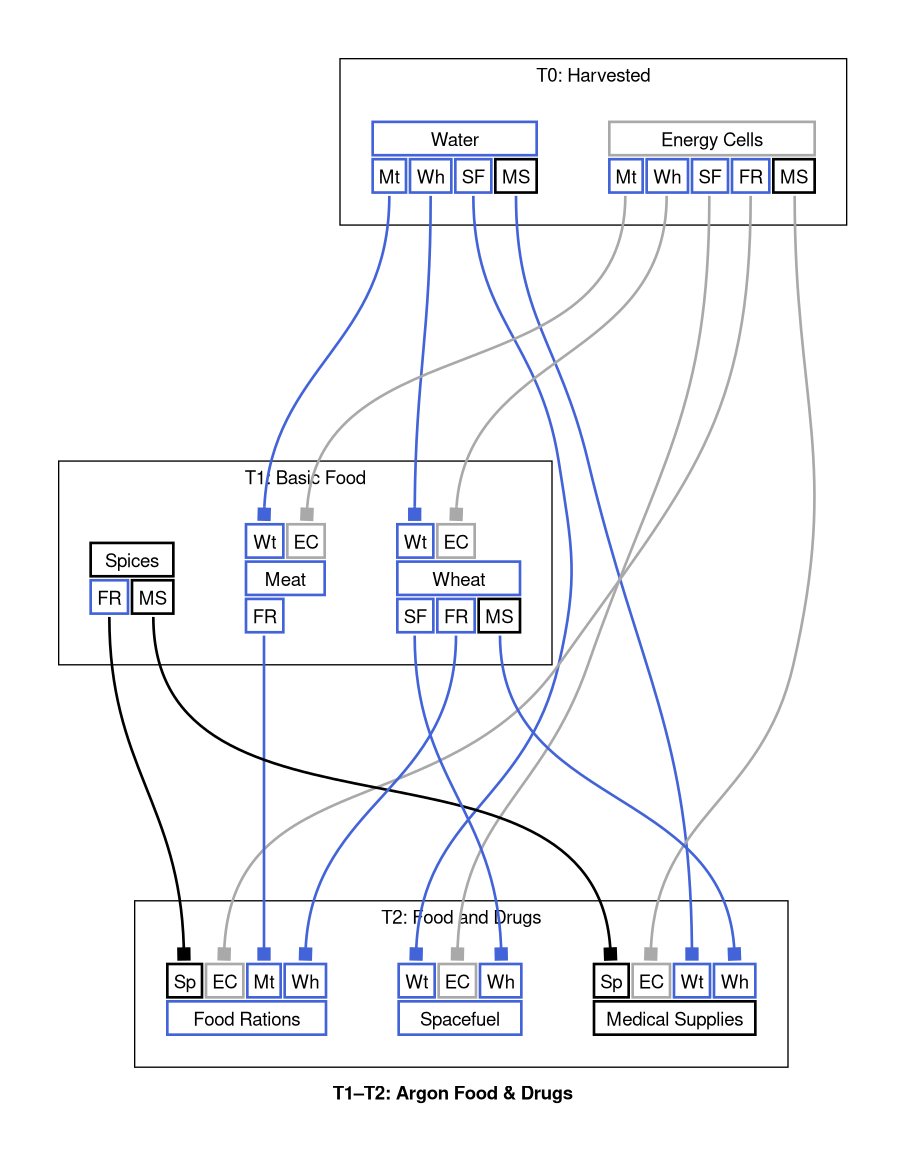 T0: Harvested
Water
Energy Cells
Mt Wh SF MS
Mt Wh SF FR MS
T1: Basic Food
Wt EC
Wt EC
Spices
Meat
Wheat
FR MS
FR
SF FR MS
T2: Food and Drugs
Sp EC Mt Wh
Wt EC Wh
Sp EC Wt Wh
Food Rations
Spacefuel
Medical Supplies
T1–T2: Argon Food & Drugs